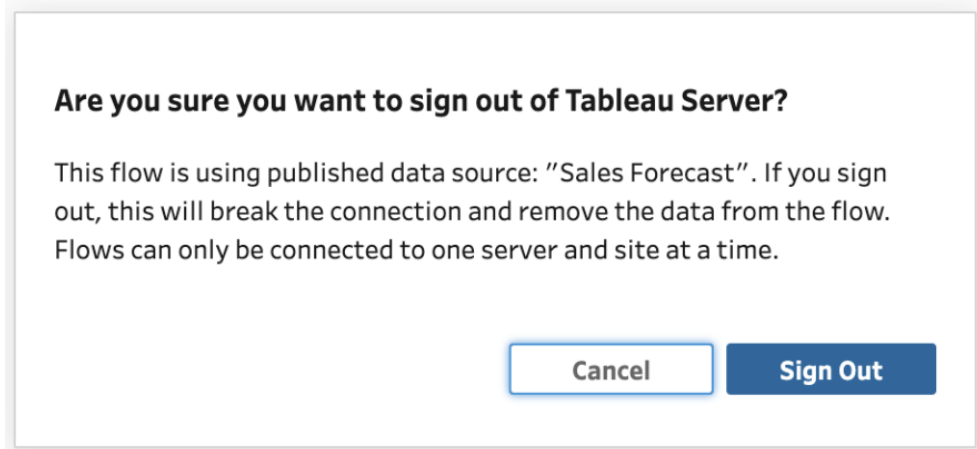 Are you sure you want to sign out of Tableau Server?
This flow is using published data source: "Sales Forecast". If you sign
out, this will break the connection and remove the data from the flow.
Flows can only be connected to one server and site at a time.
Cancel
Sign Out